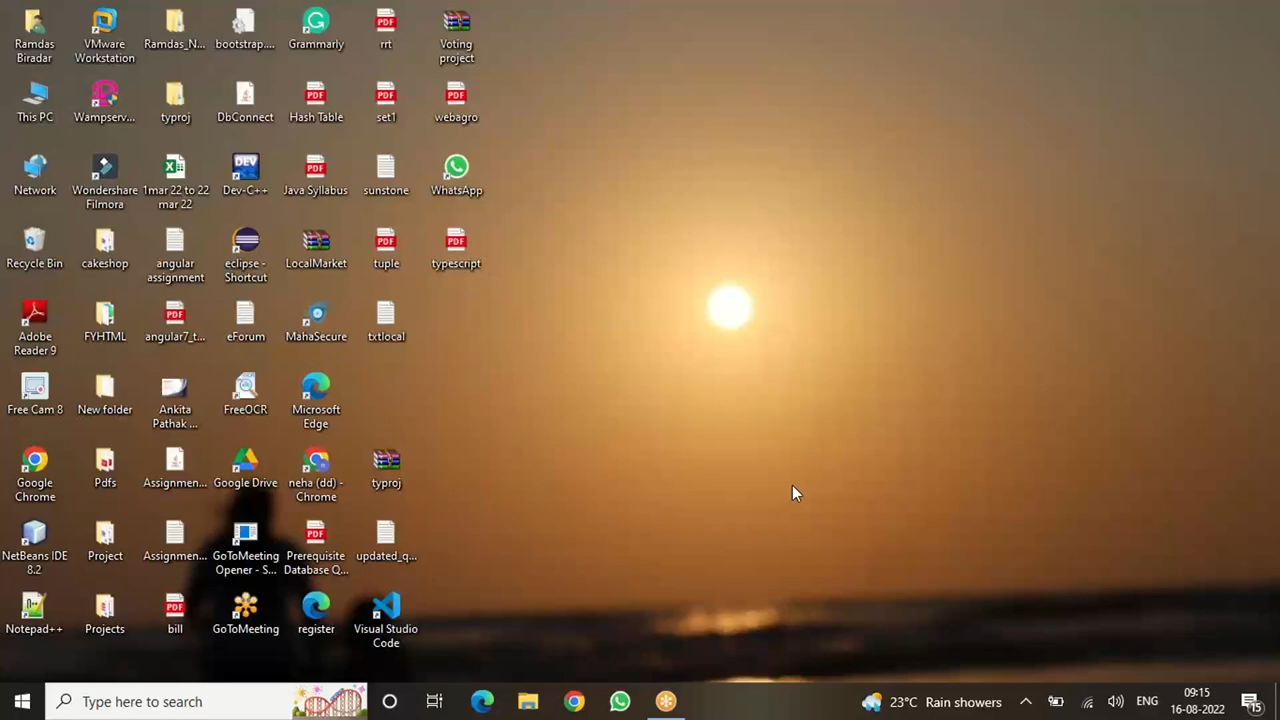 Ramdas
Biradar
VMware
Workstation
Ramdas_N...
bootstrap....
Grammarly
rrt
Voting
project
This PC
Wampserv...
typroj
DbConnect
Hash Table
set1
webagro
Network
Wondershare
Filmora
1mar 22 to 22
mar 22
DEV
Dev-C++
Java Syllabus
sunstone
WhatsApp
Recycle Bin
cakeshop
angular
assignment
eclipse -
Shortcut
LocalMarket
tuple
typescript
Adobe
Reader 9
FYHTML
angular7_t...
eForum
MahaSecure
txtlocal
Free Cam 8
New folder
Ankita
Pathak ...
FreeOCR
Microsoft
Edge
Google
Chrome
Pdfs
Assignmen...
Google Drive
neha (dd) -
Chrome
typroj
NetBeans IDE
8.2
Project
Assignmen...
GoToMeeting
Opener - S...
Prerequisite
Database Q...
updated_q...
Notepad++
Projects
bill
GoToMeeting
register
Visual Studio
Code
Type here to search
23°C Rain showers
ENG
09:15
16-08-2022
15